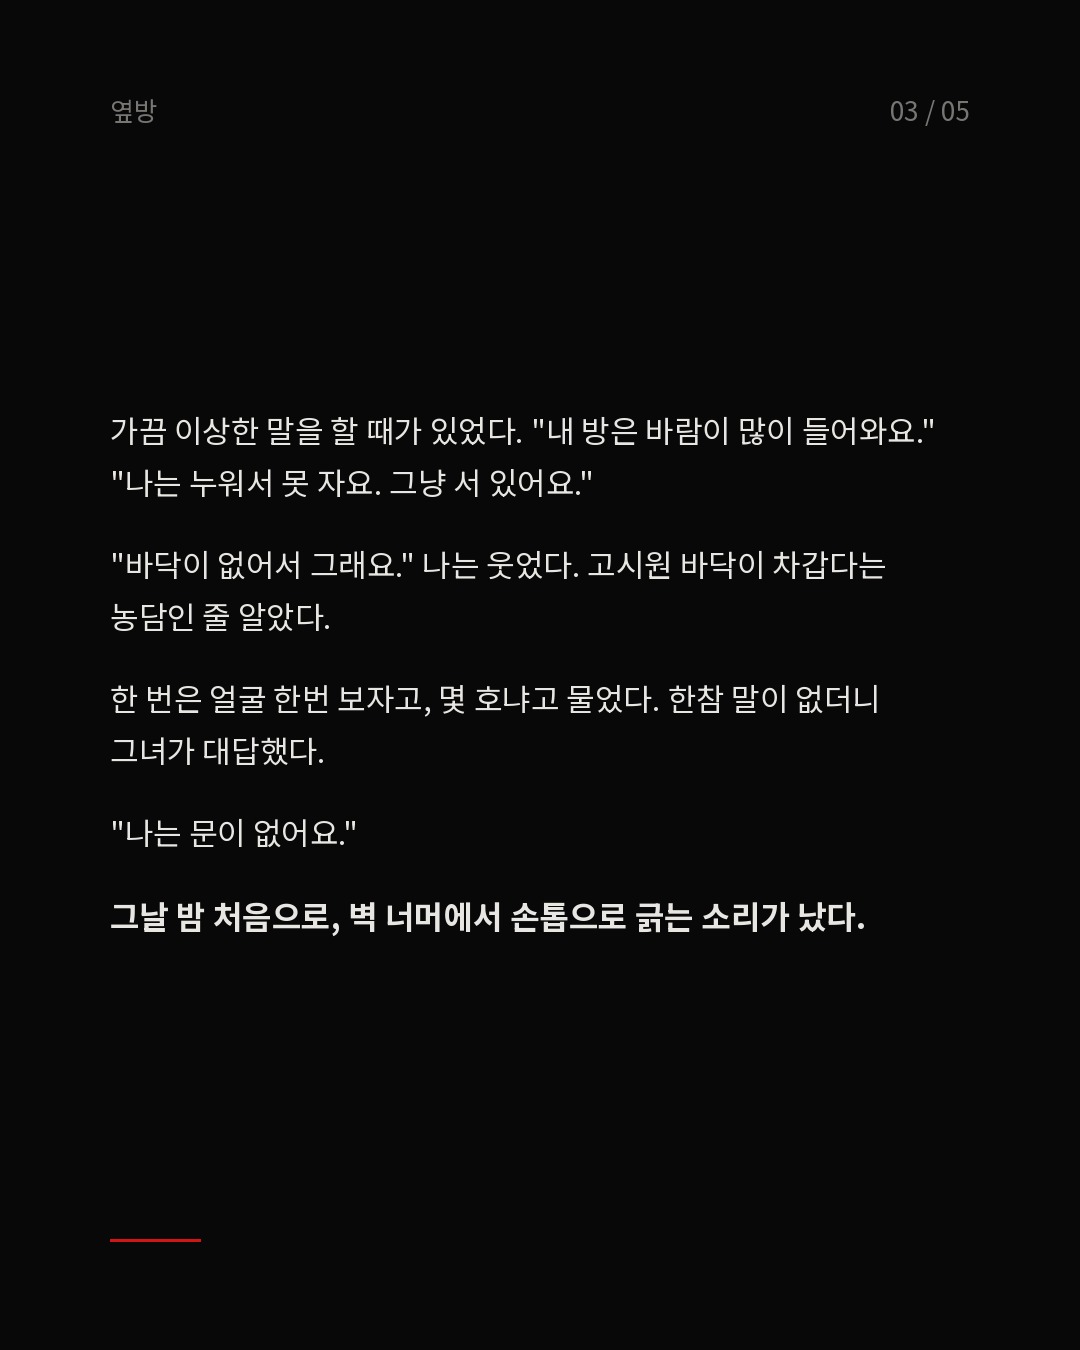 옆방
03 / 05
가끔 이상한 말을 할 때가 있었다. "내 방은 바람이 많이 들어와요."
"나는 누워서 못 자요. 그냥 서 있어요."
"바닥이 없어서 그래요." 나는 웃었다. 고시원 바닥이 차갑다는
농담인 줄 알았다.
한 번은 얼굴 한번 보자고, 몇 호냐고 물었다. 한참 말이 없더니
그녀가 대답했다.
"나는 문이 없어요."
그날 밤 처음으로, 벽 너머에서 손톱으로 긁는 소리가 났다.